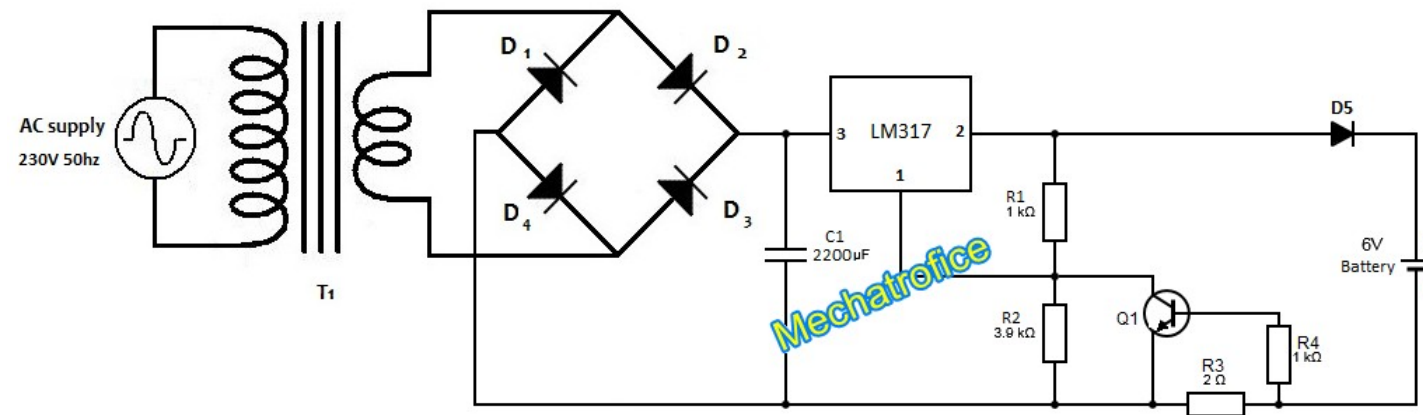 D1
D2
AC supply
230V 50hz
D4
D3
T1
3
LM317
2
1
C1
2200µF
R1
1 kΩ
R2
3.9 kΩ
Q1
R3
2 Ω
R4
1 kΩ
D5
6V
Battery
Mechatrofice